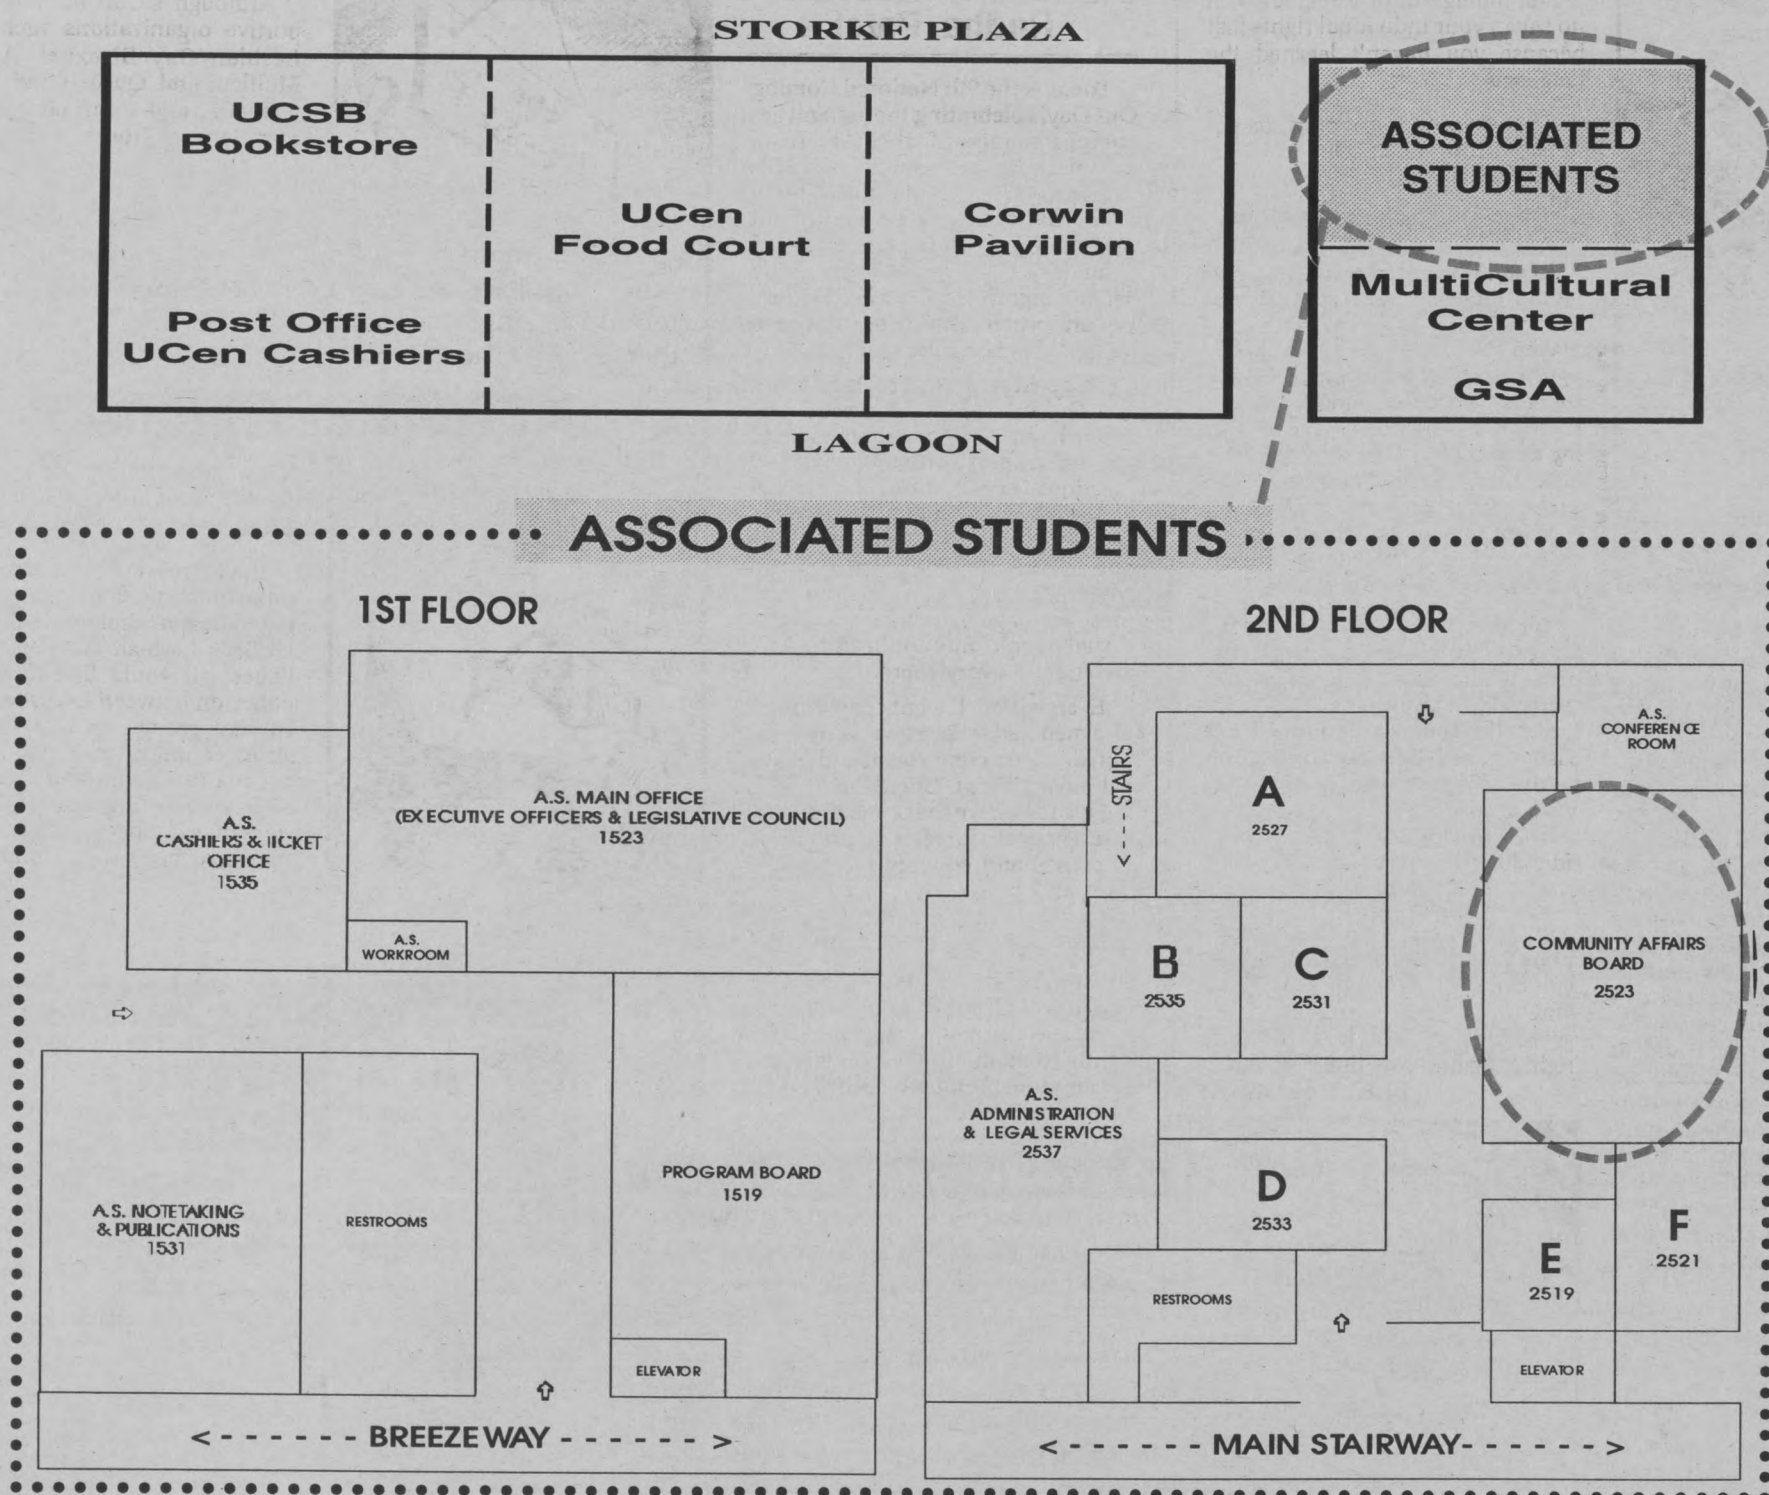 STORKE PLAZA
UCSB
Bookstore
Post Office
UCen Cashiers
UCen
Food Court
Corwin
Pavilion
ASSOCIATED
STUDENTS
MultiCultural
Center
GSA
LAGOON
ASSOCIATED STUDENTS
1ST FLOOR
A.S.
CASHIERS & TICKET
OFFICE
1535
A.S. MAIN OFFICE
(EXECUTIVE OFFICERS & LEGISLATIVE COUNCIL)
1523
A.S.
WORKROOM
A.S. NOTETAKING
& PUBLICATIONS
1531
RESTROOMS
PROGRAM BOARD
1519
ELEVATOR
<------ BREEZEWAY ------>
2ND FLOOR
<---- STAIRS
A
2527
A.S.
CONFERENCE
ROOM
B
2535
C
2531
COMMUNITY AFFAIRS
BOARD
2523
A.S.
ADMINISTRATION
& LEGAL SERVICES
2537
D
2533
E
2519
F
2521
RESTROOMS
ELEVATOR
<------ MAIN STAIRWAY------>